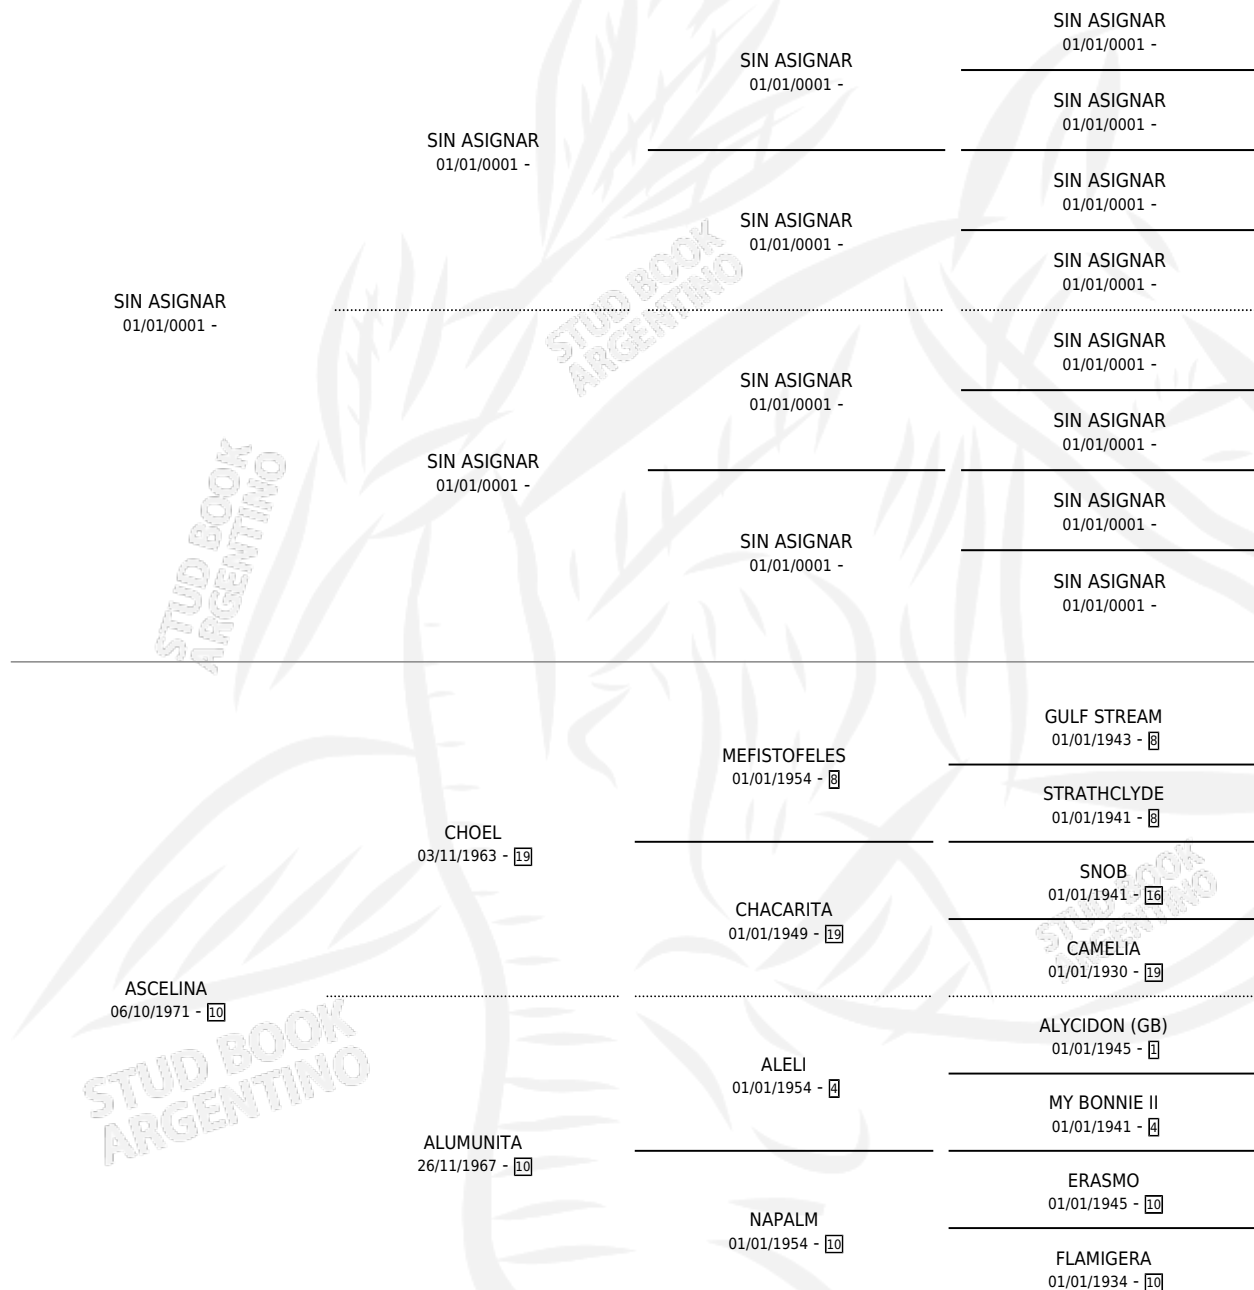 SIN ASIGNAR
01/01/0001 -
SIN ASIGNAR
01/01/0001 -
SIN ASIGNAR
01/01/0001 -
SIN ASIGNAR
01/01/0001 -
SIN ASIGNAR
01/01/0001 -
SIN ASIGNAR
01/01/0001 -
SIN ASIGNAR
01/01/0001 -
STUD BOOK
ARGENTINO
SIN ASIGNAR
01/01/0001 -
SIN ASIGNAR
01/01/0001 -
SIN ASIGNAR
01/01/0001 -
SIN ASIGNAR
01/01/0001 -
SIN ASIGNAR
01/01/0001 -
SIN ASIGNAR
01/01/0001 -
STUD BOOK
ARGENTINO
SIN ASIGNAR
01/01/0001 -
SIN ASIGNAR
01/01/0001 -
GULF STREAM
01/01/1943 - 8
MEFISTOFELES
01/01/1954 - 8
STRATHCLYDE
01/01/1941 - 8
CHOEL
03/11/1963 - 19
SNOB
01/01/1941 - 16
STUD BOOK
ARGENTINO
CHACARITA
01/01/1949 - 19
CAMELIA
01/01/1930 - 19
ASCELINA
06/10/1971 - 10
STUD BOOK
ARGENTINO
ALYCIDON (GB)
01/01/1945 - 1
ALELI
01/01/1954 - 4
MY BONNIE II
01/01/1941 - 4
ALUMUNITA
26/11/1967 - 10
ERASMO
01/01/1945 - 10
NAPALM
01/01/1954 - 10
FLAMIGERA
01/01/1934 - 10